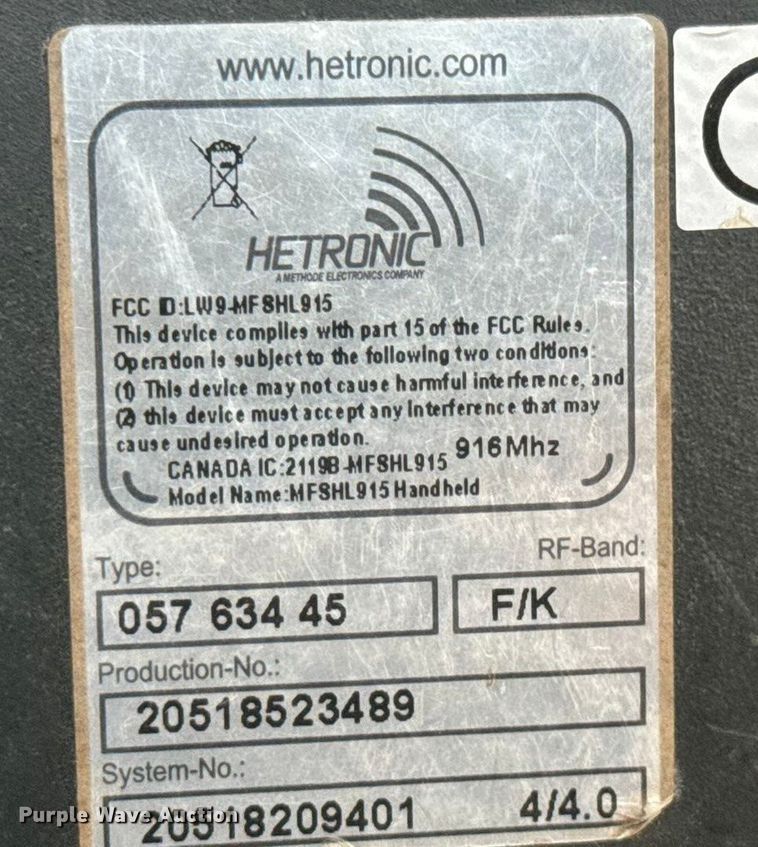 www.hetronic.com
HETRONIC
A METHODE ELECTRONICS COMPANY
FCC ID:LW9-MFSHL915
This device complies with part 15 of the FCC Rules.
Operation is subject to the following two conditions:
(1) This device may not cause harmful interference, and
(2) this device must accept any interference that may
cause undesired operation.
916Mhz
CANADA IC:2119B-MFSHL915
Model Name:MFSHL915 Handheld
Type:
RF-Band:
057 634 45
F/K
Production-No.:
20518523489
System-No.:
20518209401 4/4.0
Purple Wave Auction